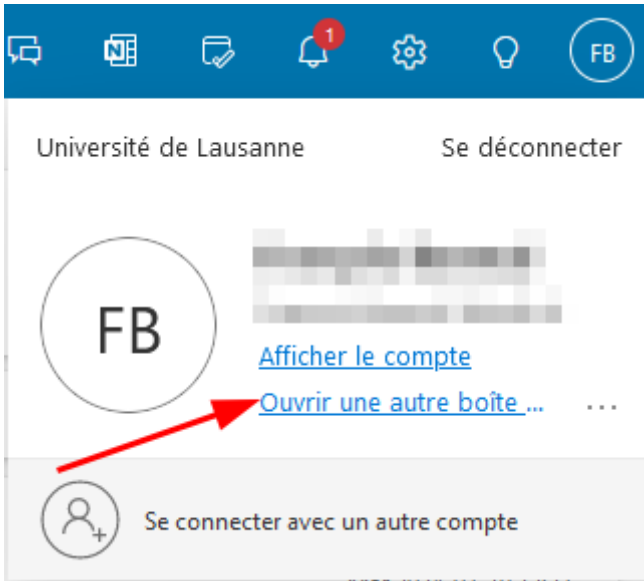 1
FB
Université de Lausanne Se déconnecter
FB
Afficher le compte
Ouvrir une autre boîte ... ...
Se connecter avec un autre compte